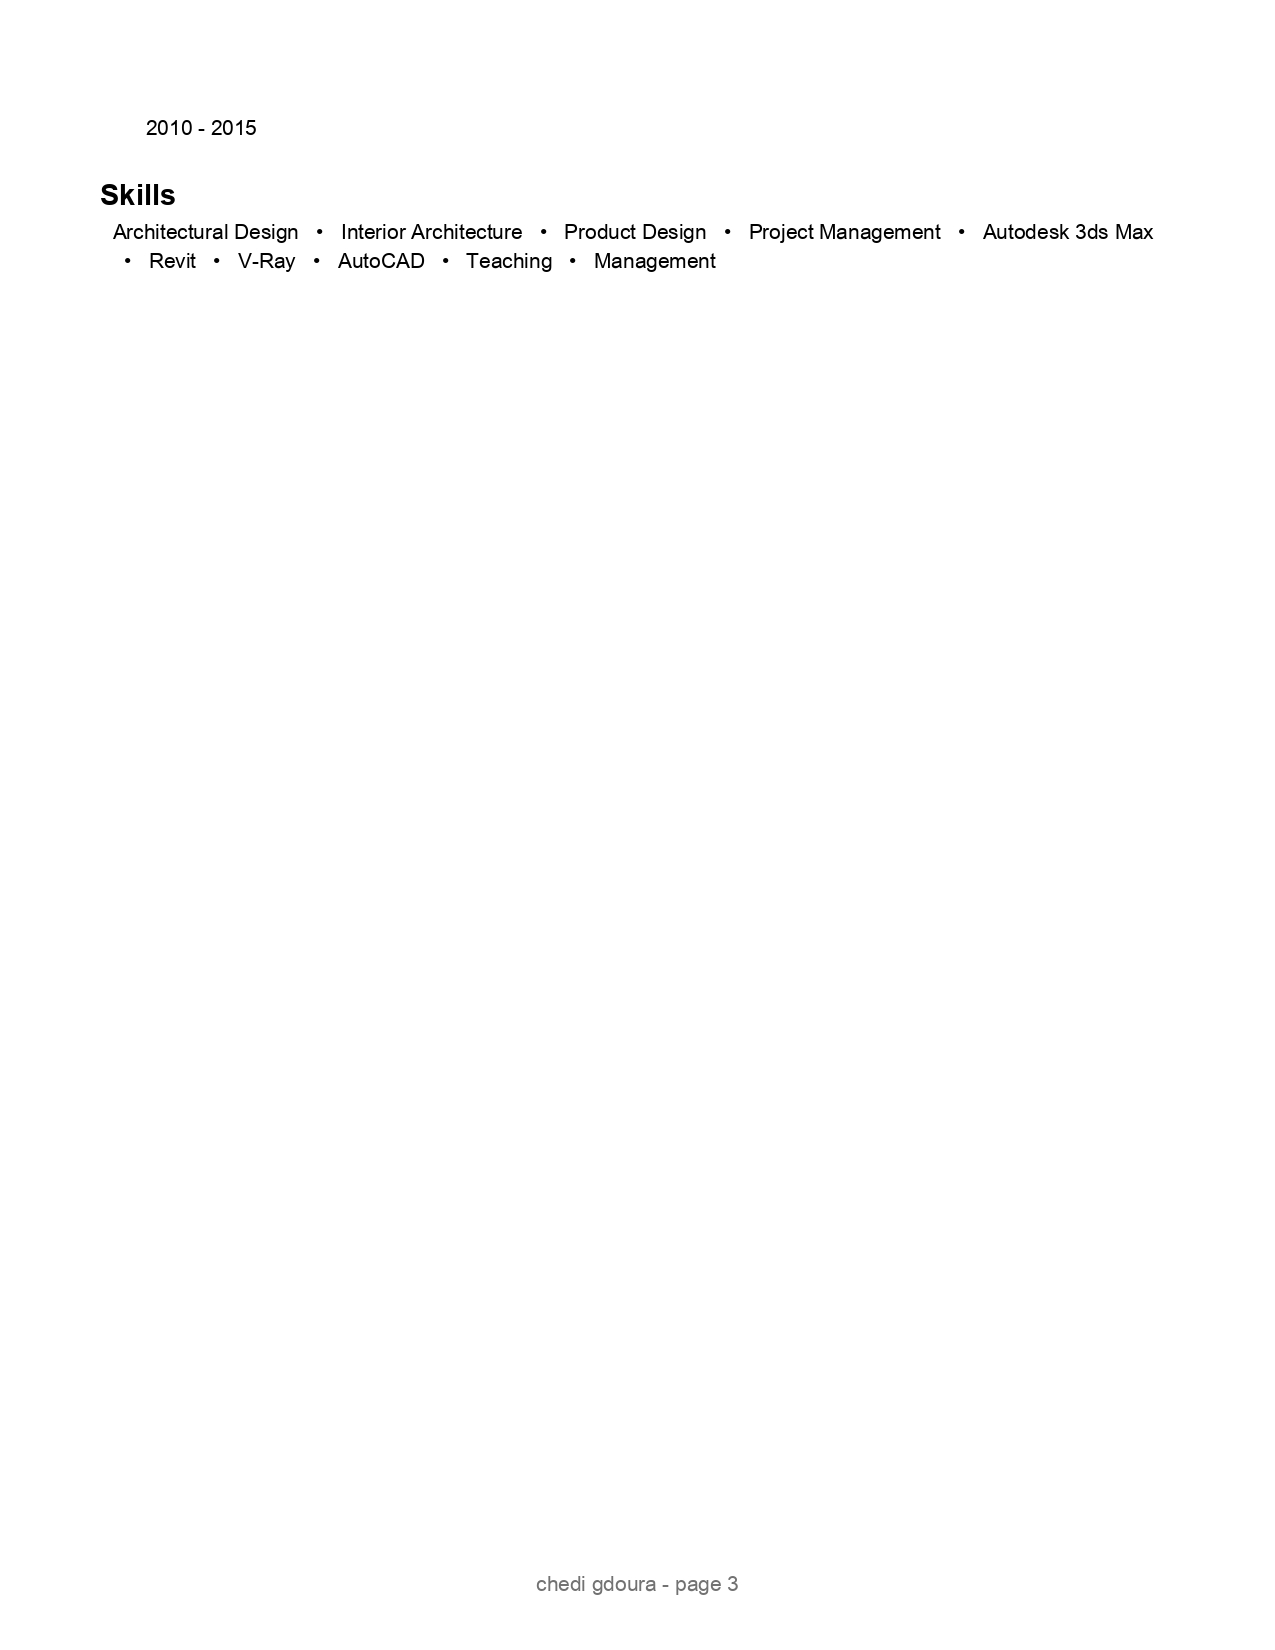 2010 - 2015
Skills
Architectural Design • Interior Architecture • Product Design • Project Management • Autodesk 3ds Max
• Revit • V-Ray • AutoCAD • Teaching • Management
chedi gdoura - page 3